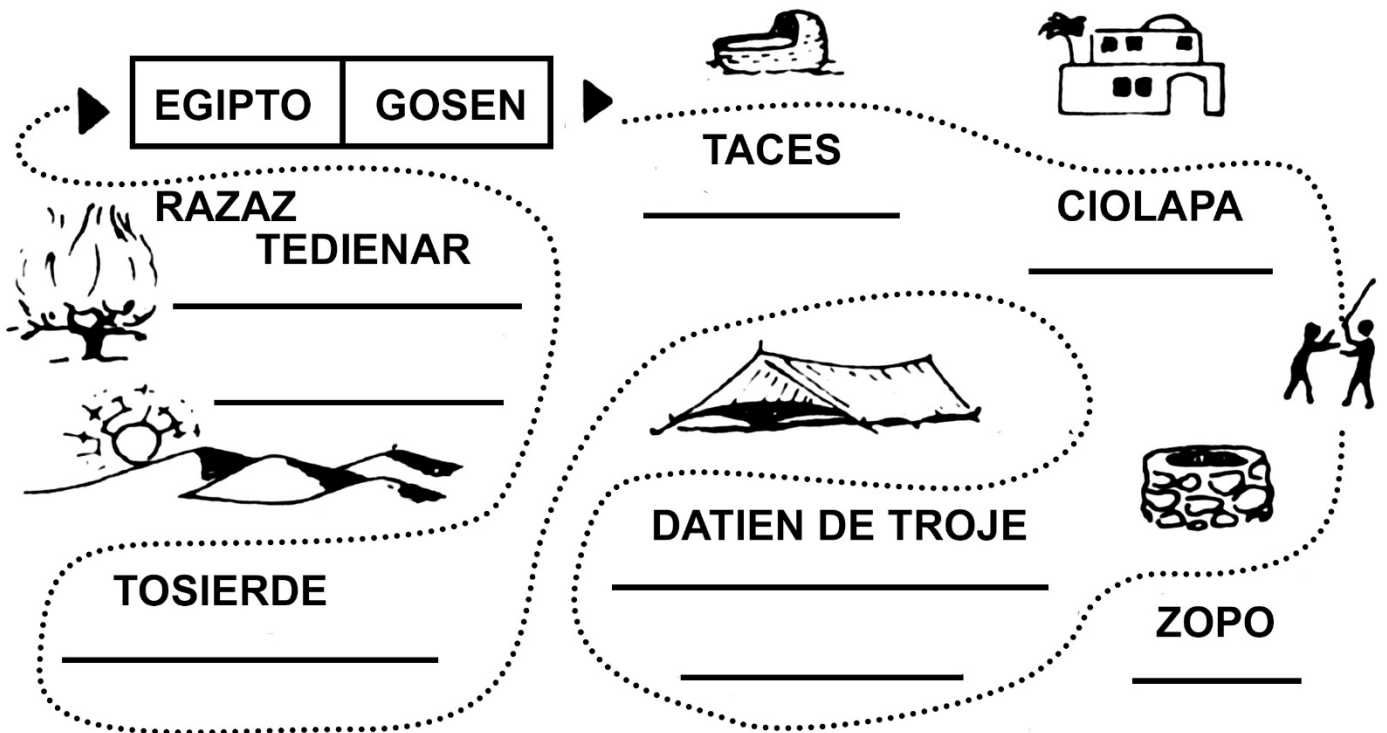 EGIPTO GOSEN
TACES
CIOLAPA
RAZAZ
TEDIENAR
DATIEN DE TROJE
TOSIERDE
ZOPO